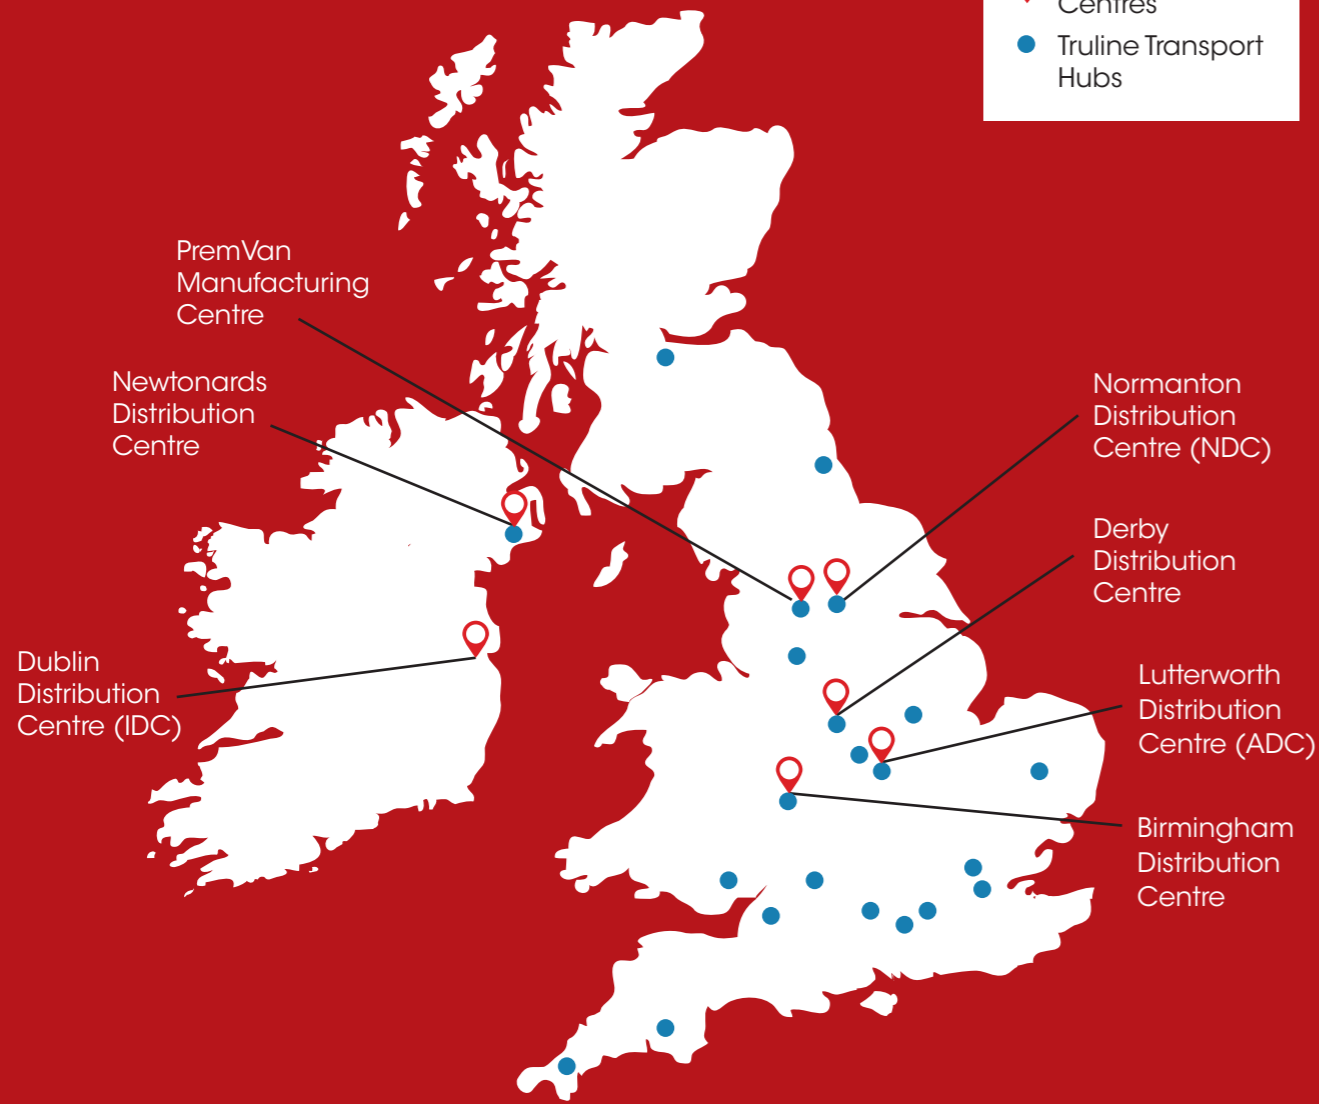 Centres
Truline Transport
Hubs
PremVan
Manufacturing
Centre
Newtonards
Distribution
Centre
Normanton
Distribution
Centre (NDC)
Derby
Distribution
Centre
Dublin
Distribution
Centre (IDC)
Lutterworth
Distribution
Centre (ADC)
Birmingham
Distribution
Centre